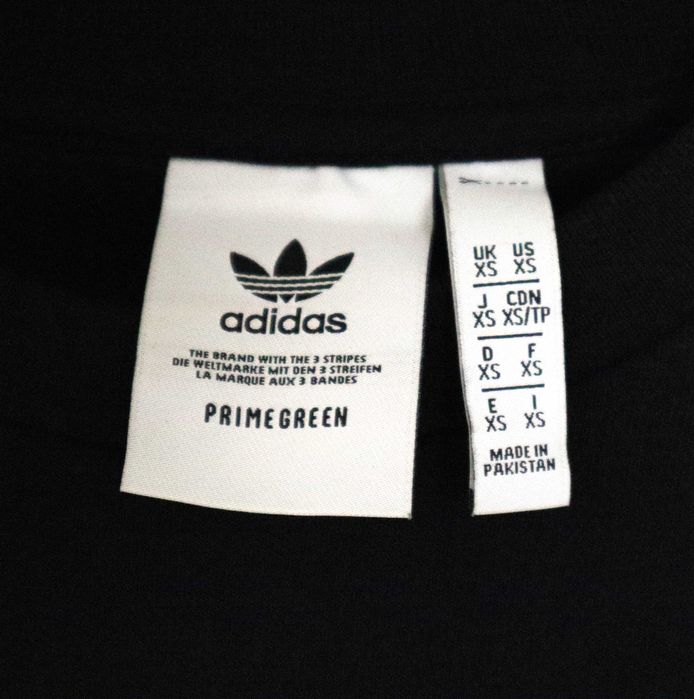 adidas
THE BRAND WITH THE 3 STRIPES
DIE WELTMARKE MIT DEN 3 STREIFEN
LA MARQUE AUX 3 BANDES
PRIMEGREEN
UK US
XS XS
J CDN
XS XS/TP
D F
XS XS
E I
XS XS
MADE IN
PAKISTAN